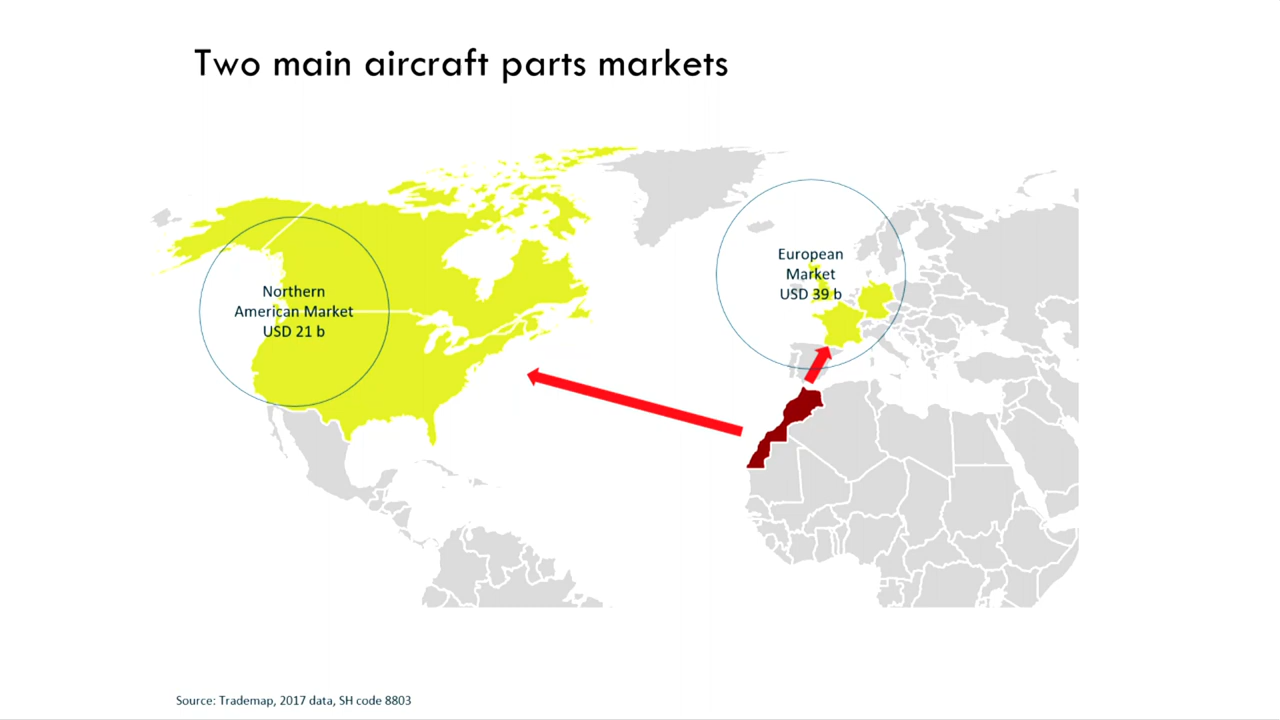 Two main aircraft parts markets
Northern
American Market
USD 21 b
European
Market
USD 39 b
Source: Trademap, 2017 data, SH code 8803